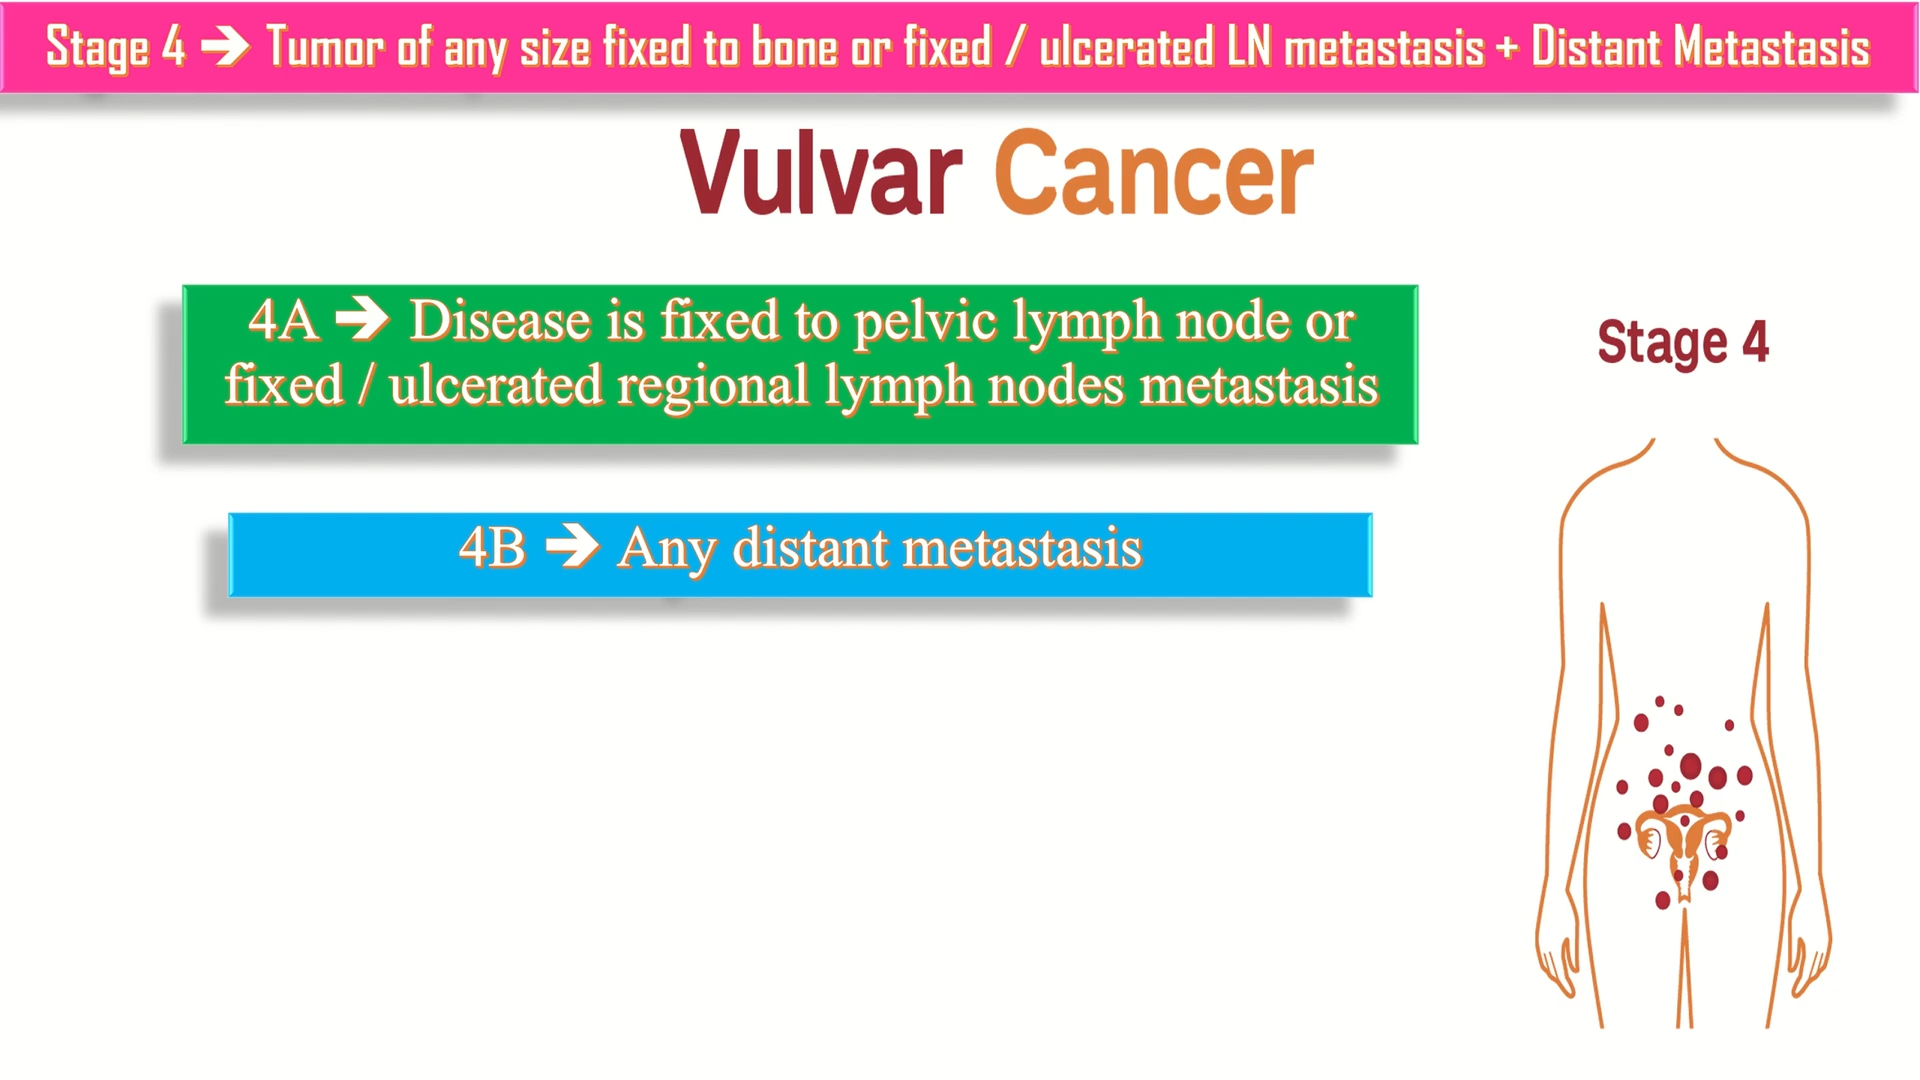 Stage 4 ➔ Tumor of any size fixed to bone or fixed / ulcerated LN metastasis + Distant Metastasis
Vulvar Cancer
4A ➔ Disease is fixed to pelvic lymph node or
fixed / ulcerated regional lymph nodes metastasis
Stage 4
4B ➔ Any distant metastasis